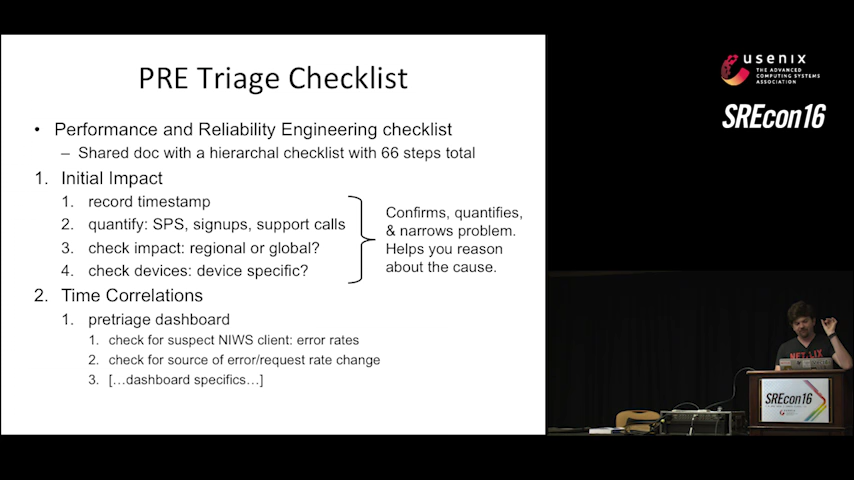 PRE Triage Checklist
• Performance and Reliability Engineering checklist
– Shared doc with a hierarchal checklist with 66 steps total
1. Initial Impact
1. record timestamp
2. quantify: SPS, signups, support calls
3. check impact: regional or global?
4. check devices: device specific?
Confirms, quantifies,
& narrows problem.
Helps you reason
about the cause.
2. Time Correlations
1. pretriage dashboard
1. check for suspect NIWS client: error rates
2. check for source of error/request rate change
3. […dashboard specifics…]
usenix
THE ADVANCED
COMPUTING SYSTEMS
ASSOCIATION
SREcon16
NETFLIX
SREcon16